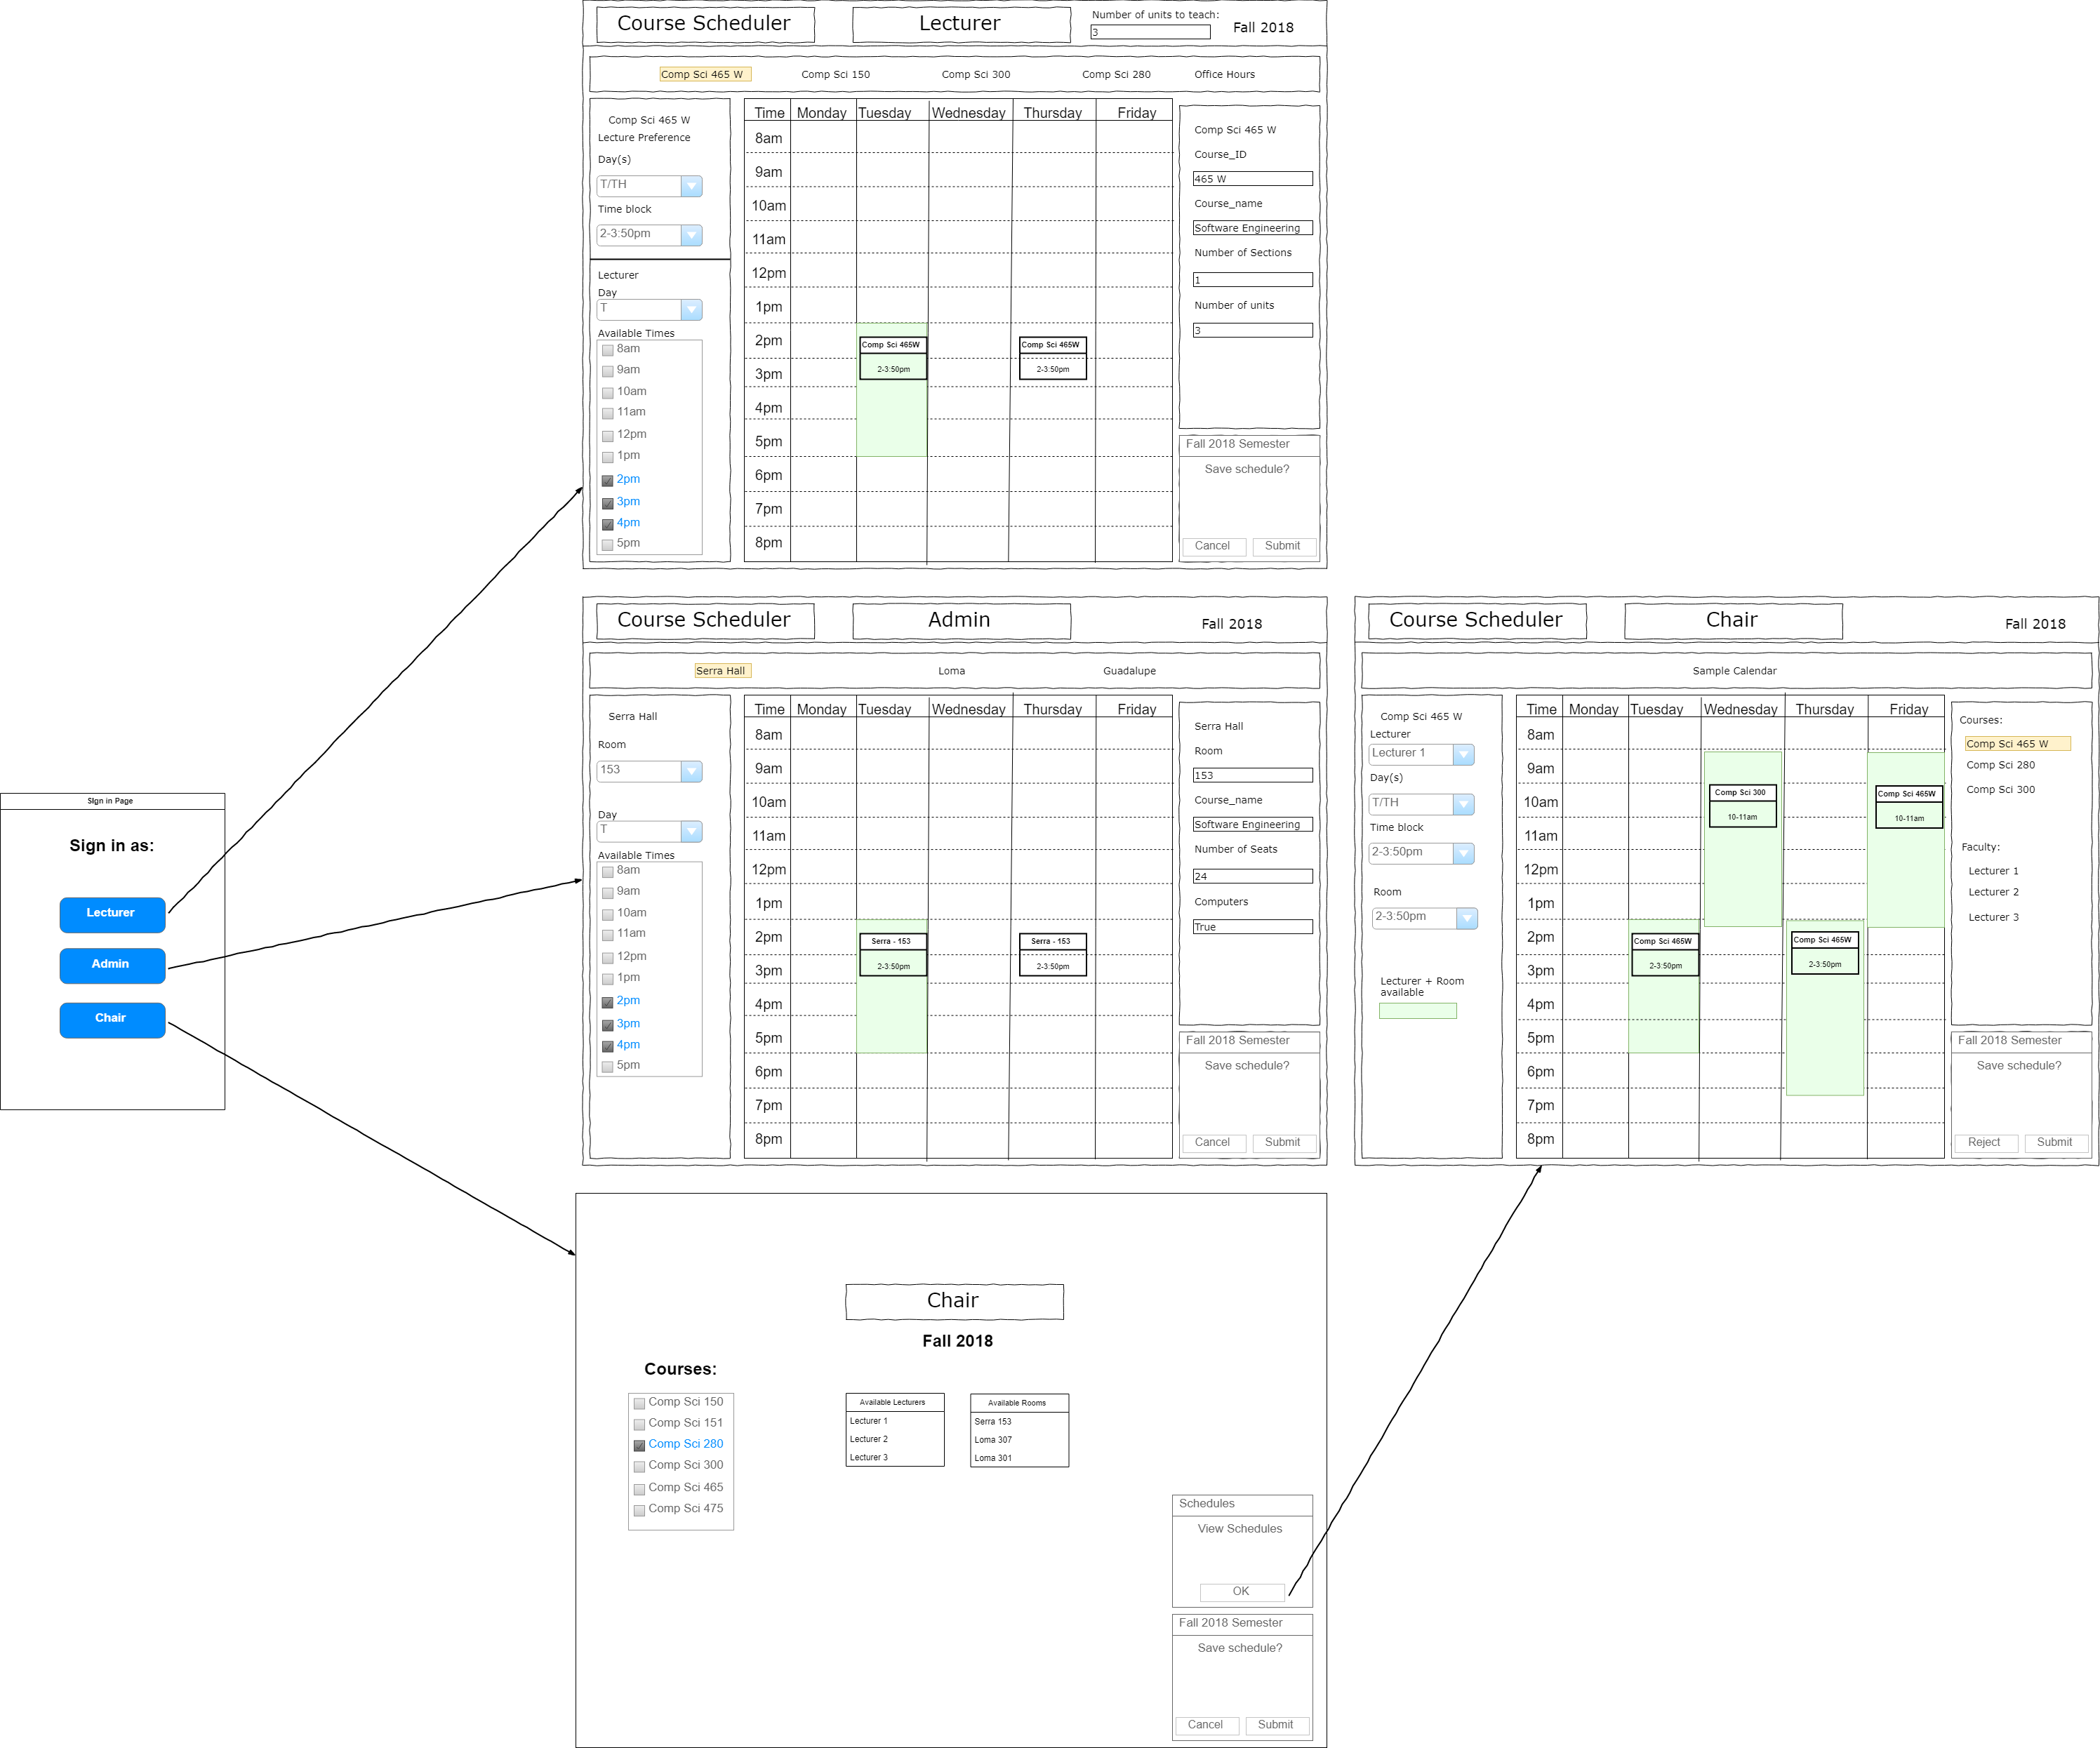 Course Scheduler
Lecturer
Number of units to teach:
3
Fall 2018
Comp Sci 465 W
Comp Sci 150
Comp Sci 300
Comp Sci 280
Office Hours
Comp Sci 465 W
Lecture Preference
Day(s)
T/TH
Time block
2-3:50pm
Lecturer
Day
T
Available Times
8am
9am
10am
11am
12pm
1pm
2pm
3pm
4pm
5pm
Time Monday Tuesday Wednesday Thursday Friday
8am
9am
10am
11am
12pm
1pm
2pm
3pm
4pm
5pm
6pm
7pm
8pm
Comp Sci 465W
2-3:50pm
Comp Sci 465W
2-3:50pm
Comp Sci 465 W
Course_ID
465 W
Course_name
Software Engineering
Number of Sections
1
Number of units
3
Fall 2018 Semester
Save schedule?
Cancel
Submit
Sign in Page
Sign in as:
Lecturer
Admin
Chair
Course Scheduler
Admin
Fall 2018
Serra Hall
Loma
Guadalupe
Serra Hall
Room
153
Day
T
Available Times
8am
9am
10am
11am
12pm
1pm
2pm
3pm
4pm
5pm
Time Monday Tuesday Wednesday Thursday Friday
8am
9am
10am
11am
12pm
1pm
2pm
3pm
4pm
5pm
6pm
7pm
8pm
Serra - 153
2-3:50pm
Serra - 153
2-3:50pm
Serra Hall
Room
153
Course_name
Software Engineering
Number of Seats
24
Computers
True
Fall 2018 Semester
Save schedule?
Cancel
Submit
Course Scheduler
Chair
Fall 2018
Sample Calendar
Comp Sci 465 W
Lecturer
Lecturer 1
Day(s)
T/TH
Time block
2-3:50pm
Room
2-3:50pm
Lecturer + Room
available
Time Monday Tuesday Wednesday Thursday Friday
8am
9am
10am
11am
12pm
1pm
2pm
3pm
4pm
5pm
6pm
7pm
8pm
Comp Sci 300
10-11am
Comp Sci 465W
10-11am
Comp Sci 465W
2-3:50pm
Comp Sci 465W
2-3:50pm
Courses:
Comp Sci 465 W
Comp Sci 280
Comp Sci 300
Faculty:
Lecturer 1
Lecturer 2
Lecturer 3
Fall 2018 Semester
Save schedule?
Reject
Submit
Chair
Fall 2018
Courses:
Comp Sci 150
Comp Sci 151
Comp Sci 280
Comp Sci 300
Comp Sci 465
Comp Sci 475
Available Lecturers
Lecturer 1
Lecturer 2
Lecturer 3
Available Rooms
Serra 153
Loma 307
Loma 301
Schedules
View Schedules
OK
Fall 2018 Semester
Save schedule?
Cancel
Submit